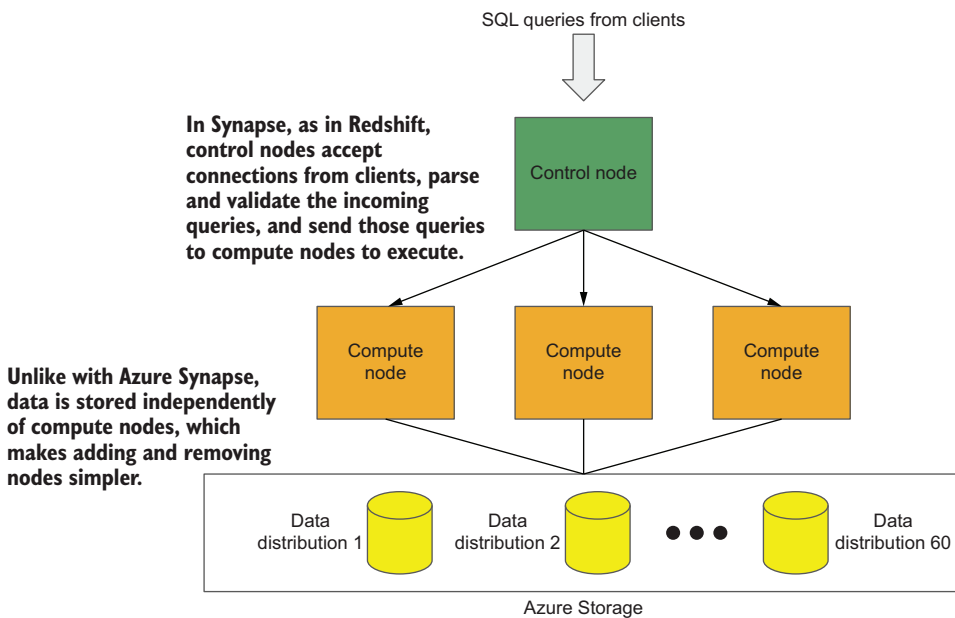 SQL queries from clients
In Synapse, as in Redshift,
control nodes accept
connections from clients, parse
and validate the incoming
queries, and send those queries
to compute nodes to execute.
Control node
Compute
node
Compute
node
Compute
node
Unlike with Azure Synapse,
data is stored independently
of compute nodes, which
makes adding and removing
nodes simpler.
Data
distribution 1
Data
distribution 2
Data
distribution 60
Azure Storage